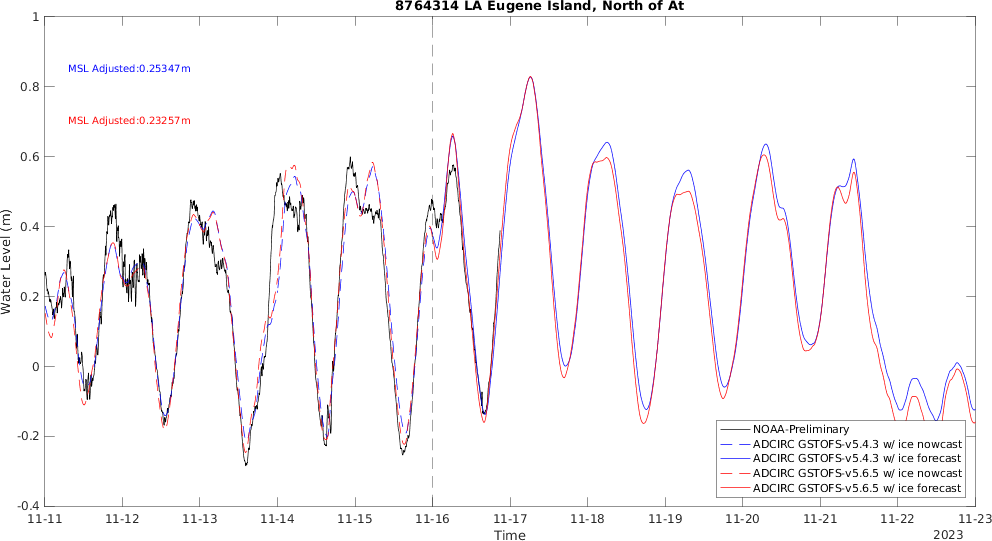 8764314 LA Eugene Island, North of At
MSL Adjusted:0.25347m
MSL Adjusted:0.23257m
Water Level (m)
1
0.8
0.6
0.4
0.2
0
-0.2
-0.4
NOAA-Preliminary
ADCIRC GSTOFS-v5.4.3 w/ ice nowcast
ADCIRC GSTOFS-v5.4.3 w/ ice forecast
ADCIRC GSTOFS-v5.6.5 w/ ice nowcast
ADCIRC GSTOFS-v5.6.5 w/ ice forecast
11-11 11-12 11-13 11-14 11-15 11-16 11-17 11-18 11-19 11-20 11-21 11-22 11-23
Time
2023